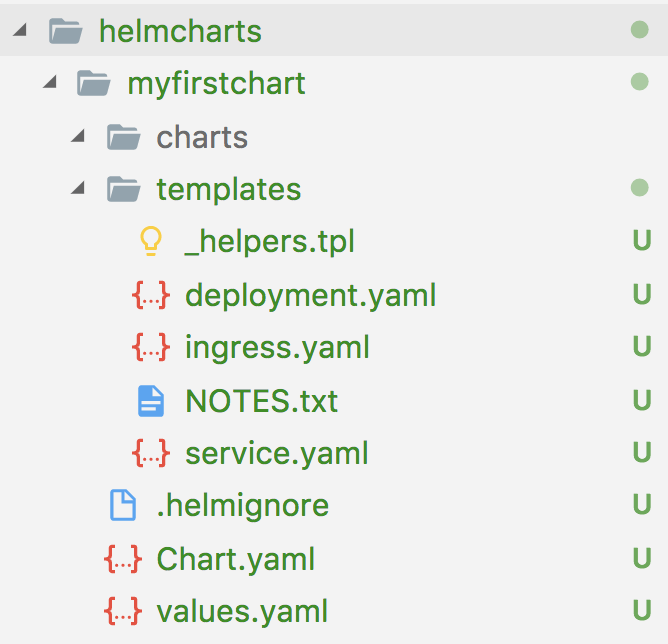 helmcharts
myfirstchart
charts
templates
_helpers.tpl U
deployment.yaml U
ingress.yaml U
NOTES.txt U
service.yaml U
.helmignore U
Chart.yaml U
values.yaml U